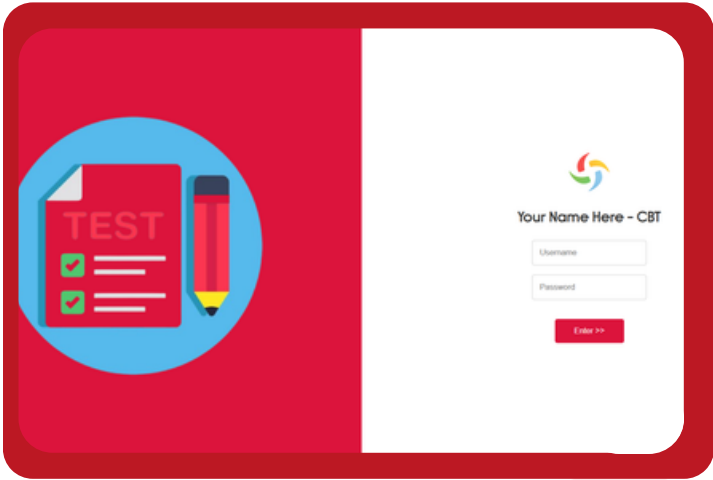 TEST
Your Name Here - CBT
Username
Password
Enter >>